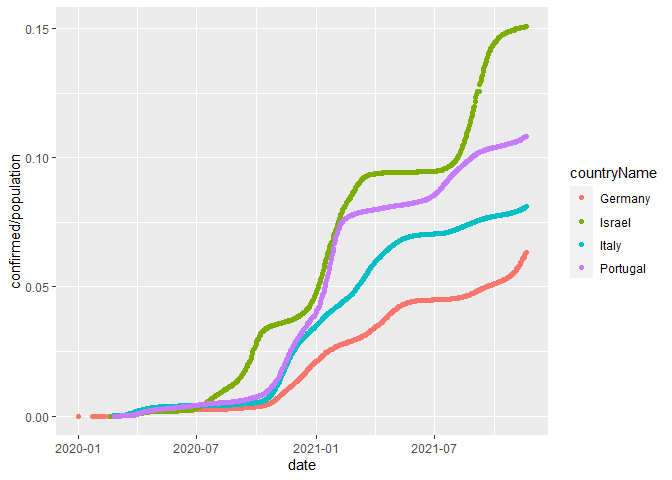 0.15
0.10
0.05
0.00
confirmed/population
2020-01
2020-07
2021-01
2021-07
date
countryName
Germany
Israel
Italy
Portugal